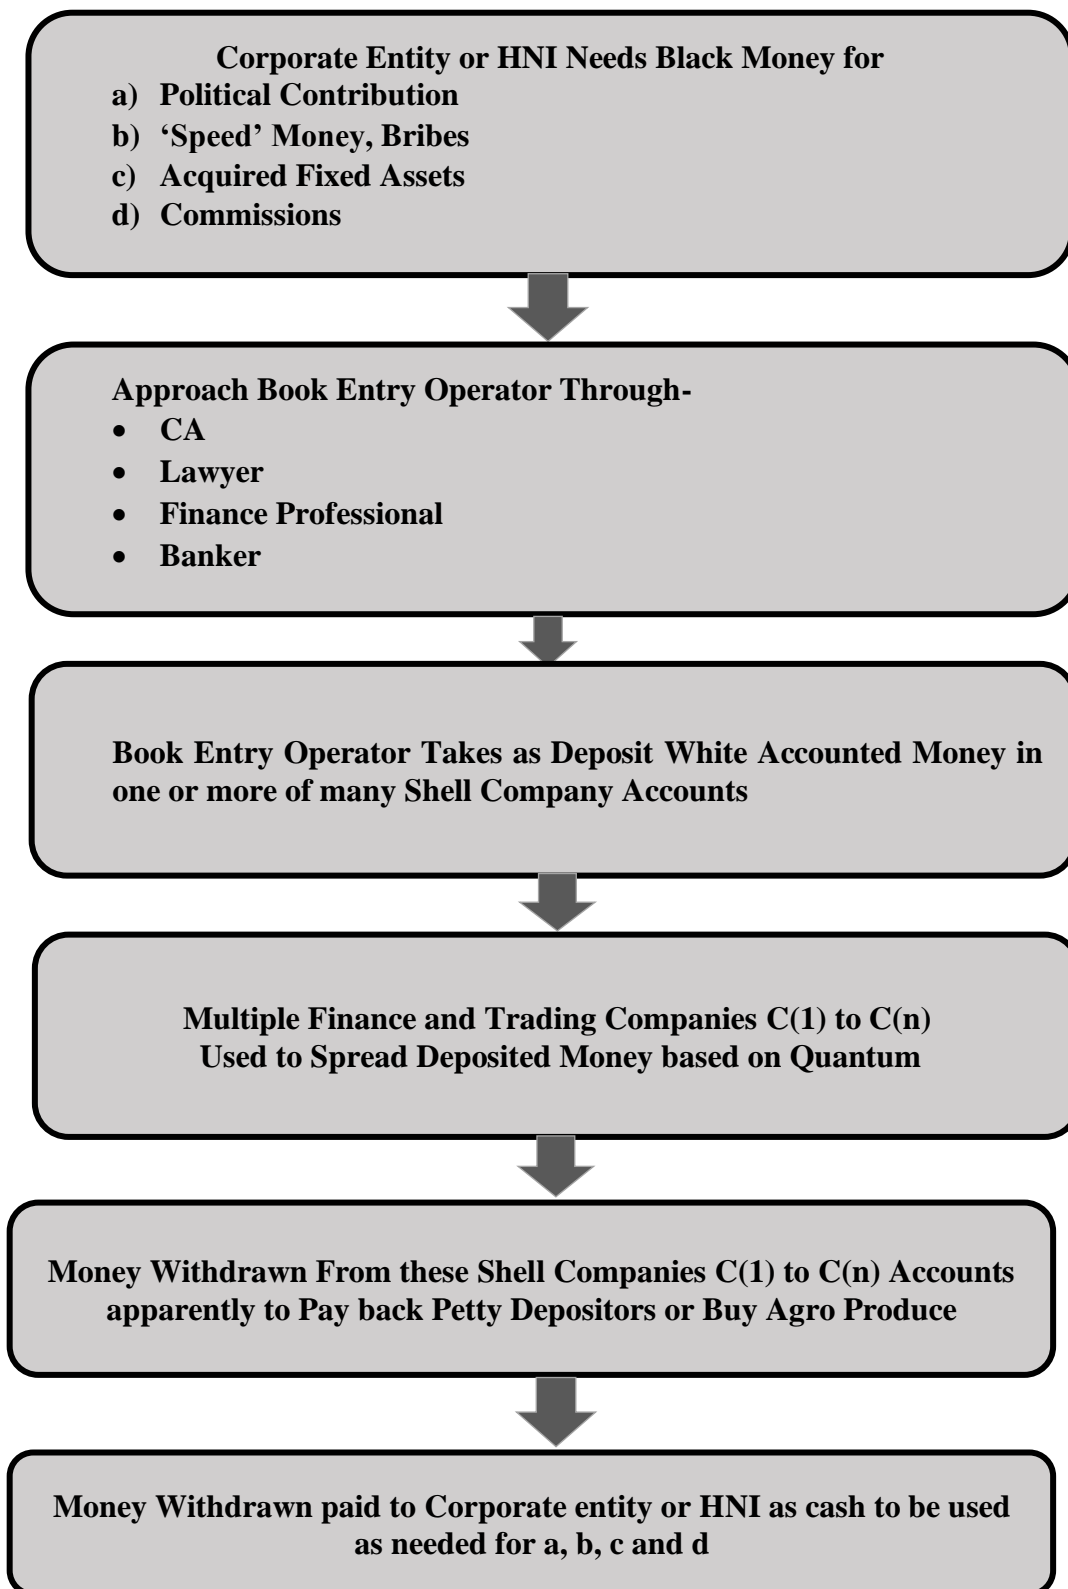 Corporate Entity or HNI Needs Black Money for
a) Political Contribution
b) ‘Speed’ Money, Bribes
c) Acquired Fixed Assets
d) Commissions
Approach Book Entry Operator Through-
• CA
• Lawyer
• Finance Professional
• Banker
Book Entry Operator Takes as Deposit White Accounted Money in
one or more of many Shell Company Accounts
Multiple Finance and Trading Companies C(1) to C(n)
Used to Spread Deposited Money based on Quantum
Money Withdrawn From these Shell Companies C(1) to C(n) Accounts
apparently to Pay back Petty Depositors or Buy Agro Produce
Money Withdrawn paid to Corporate entity or HNI as cash to be used
as needed for a, b, c and d